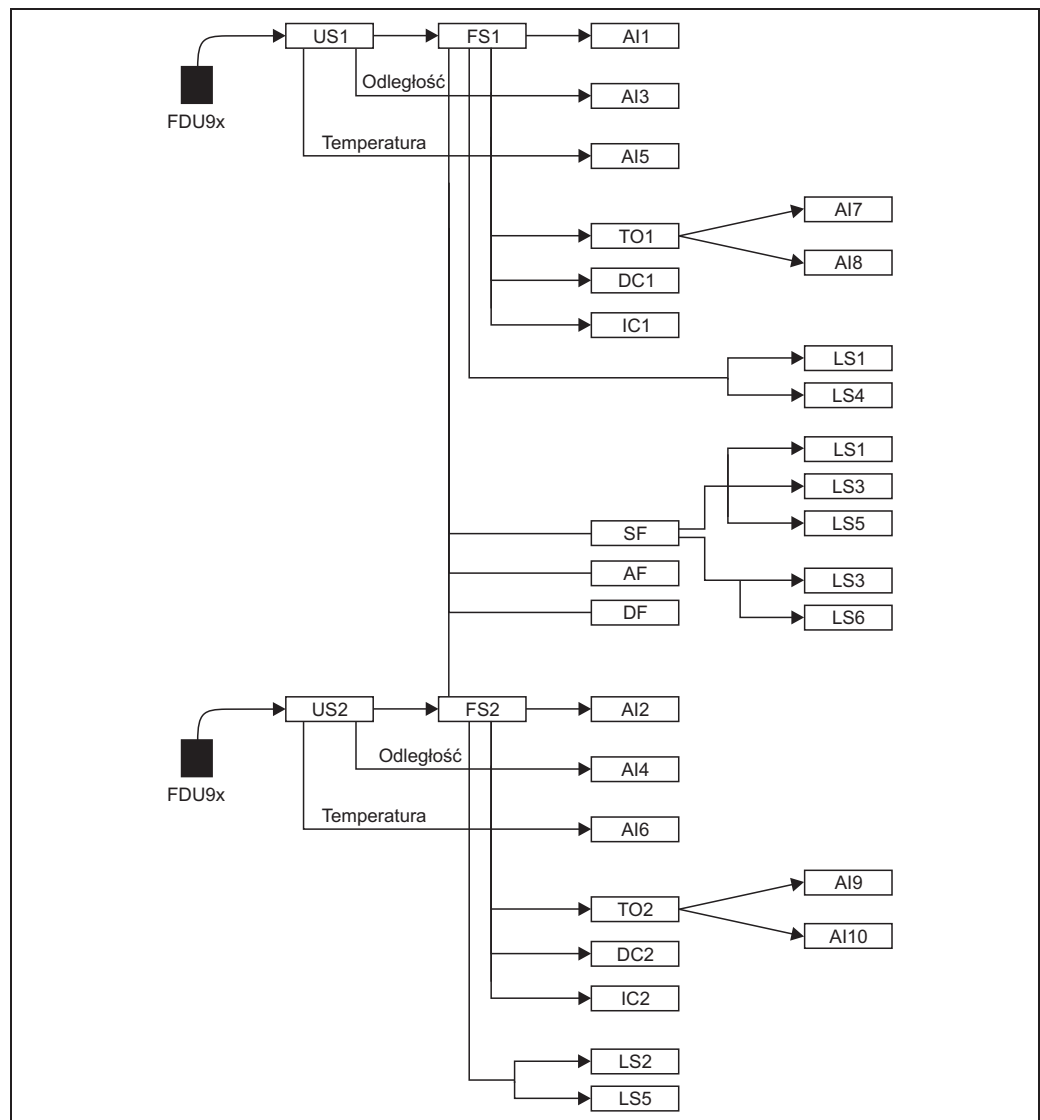 US1
FS1
AI1
Odległość
AI3
FDU9x
Temperatura
AI5
AI7
TO1
AI8
DC1
IC1
LS1
LS4
LS1
LS3
LS5
SF
AF
LS3
DF
LS6
US2
FS2
AI2
Odległość
AI4
FDU9x
Temperatura
AI6
AI9
TO2
AI10
DC2
IC2
LS2
LS5